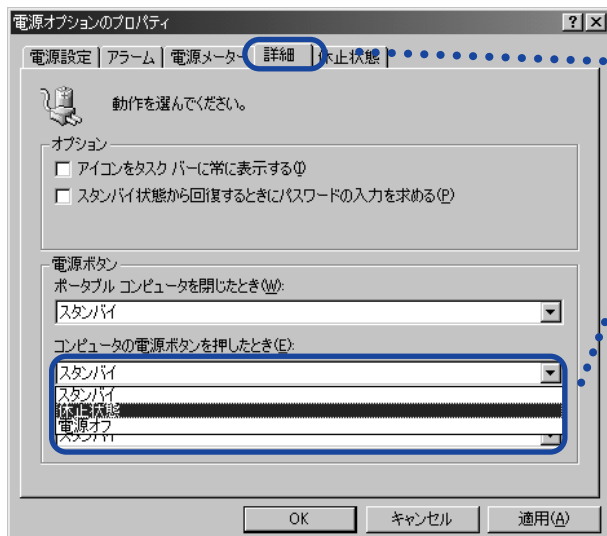 電源オプションのプロパティ
電源設定 アラーム 電源メーター 詳細 休止状態
動作を選んでください。
オプション
アイコンをタスク バーに常に表示する(I)
スタンバイ状態から回復するときにパスワードの入力を求める(P)
電源ボタン
ポータブル コンピュータを閉じたとき(W):
スタンバイ
コンピュータの電源ボタンを押したとき(E):
スタンバイ
スタンバイ
休止状態
電源オフ
スタンバイ
OK キャンセル 適用(A)